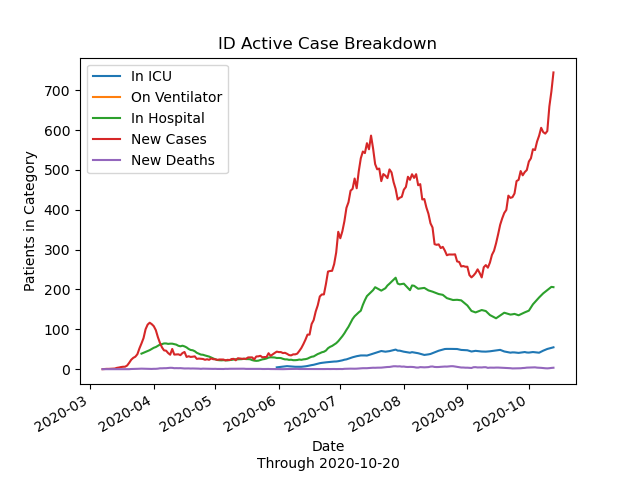 ID Active Case Breakdown
In ICU
On Ventilator
In Hospital
New Cases
New Deaths
Patients in Category
700
600
500
400
300
200
100
0
2020-03
2020-04
2020-05
2020-06
2020-07
2020-08
2020-09
2020-10
Date
Through 2020-10-20